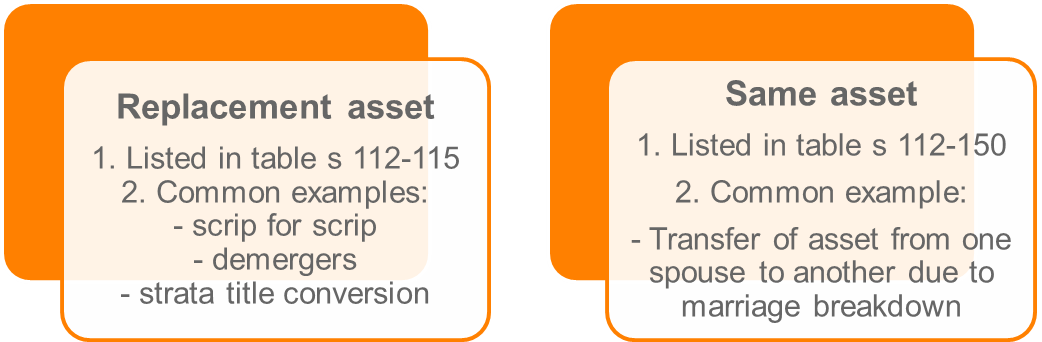 Replacement asset
1. Listed in table s 112-115
2. Common examples:
- scrip for scrip
- demergers
- strata title conversion
Same asset
1. Listed in table s 112-150
2. Common example:
- Transfer of asset from one
spouse to another due to
marriage breakdown